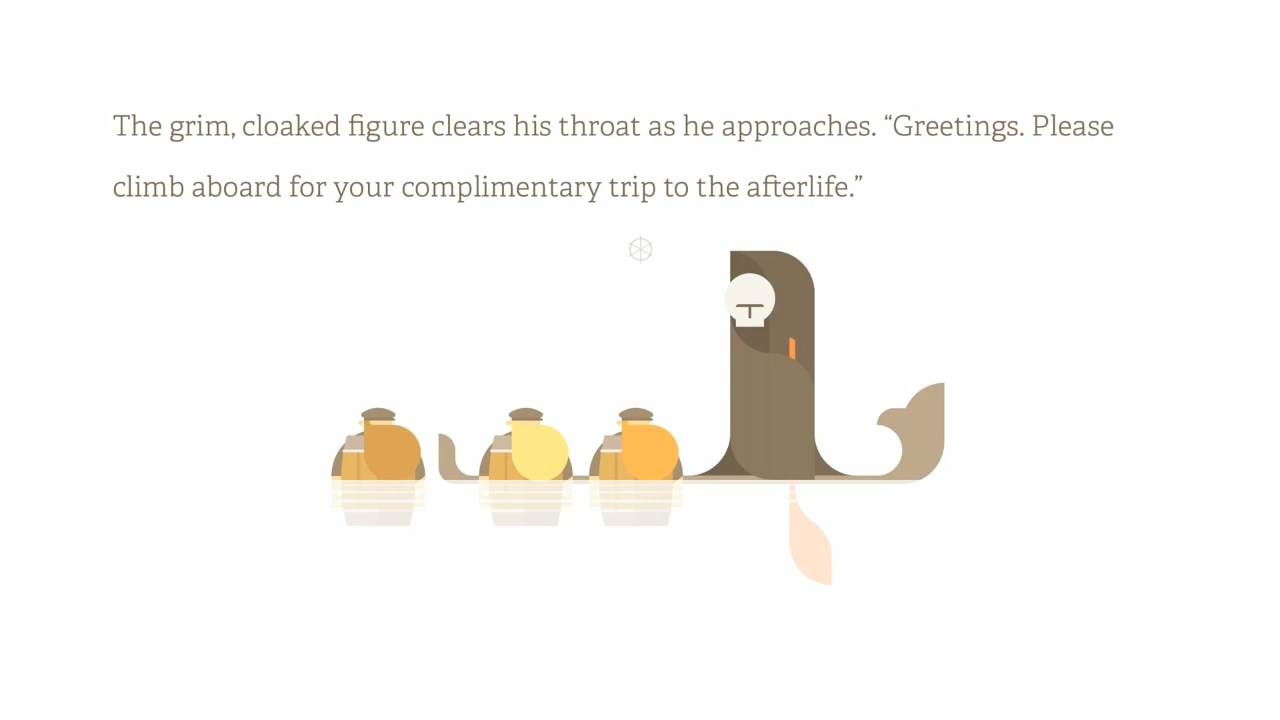 The grim, cloaked figure clears his throat as he approaches. “Greetings. Please
climb aboard for your complimentary trip to the afterlife.”